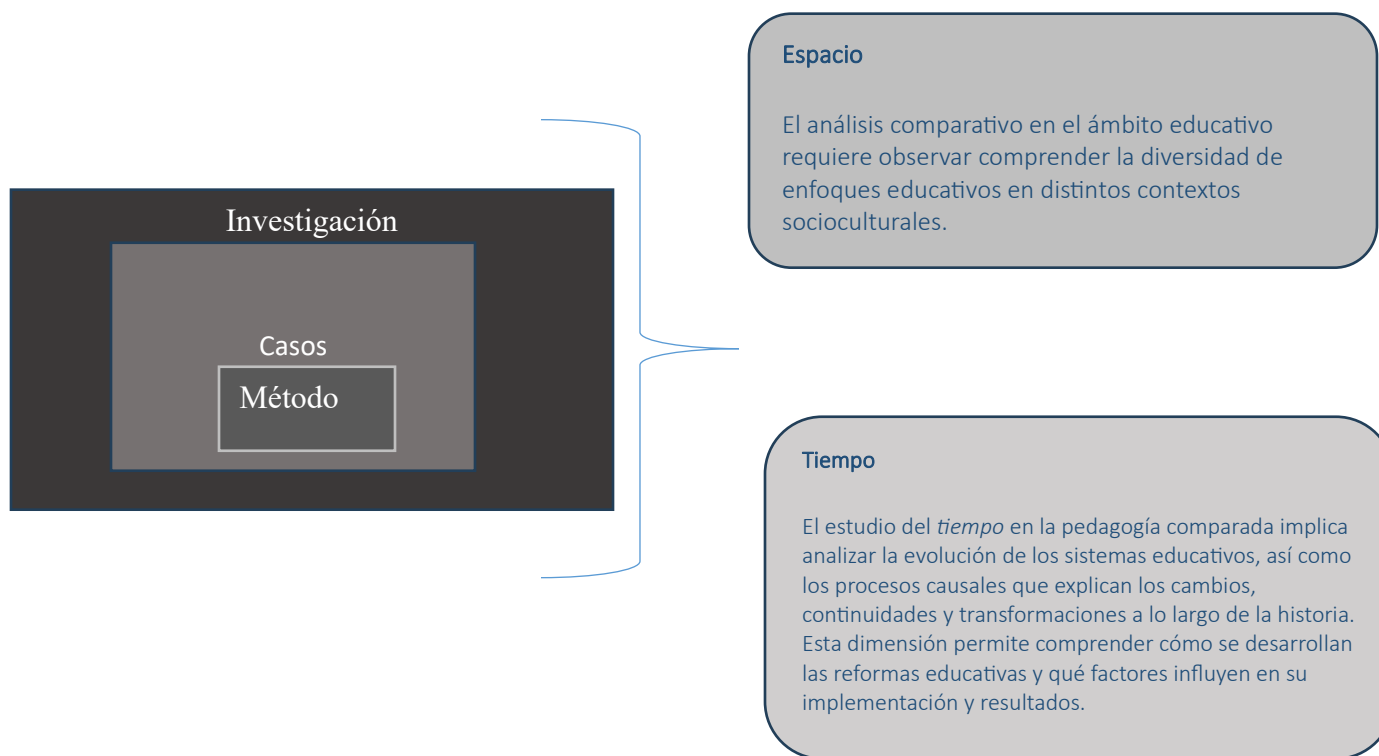 Investigación
Casos
Método
Espacio
El análisis comparativo en el ámbito educativo
requiere observar comprender la diversidad de
enfoques educativos en distintos contextos
socioculturales.
Tiempo
El estudio del tiempo en la pedagogía comparada implica
analizar la evolución de los sistemas educativos, así como
los procesos causales que explican los cambios,
continuidades y transformaciones a lo largo de la historia.
Esta dimensión permite comprender cómo se desarrollan
las reformas educativas y qué factores influyen en su
implementación y resultados.